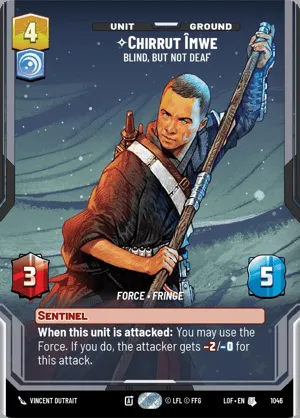 4
UNIT GROUND
CHIRRUT ÎMWE
BLIND, BUT NOT DEAF
3
5
FORCE • FRINGE
SENTINEL
When this unit is attacked: You may use the
Force. If you do, the attacker gets -2/-0 for
this attack.
VINCENT DUTRAIT © LFL © FFG LOF • EN 1046